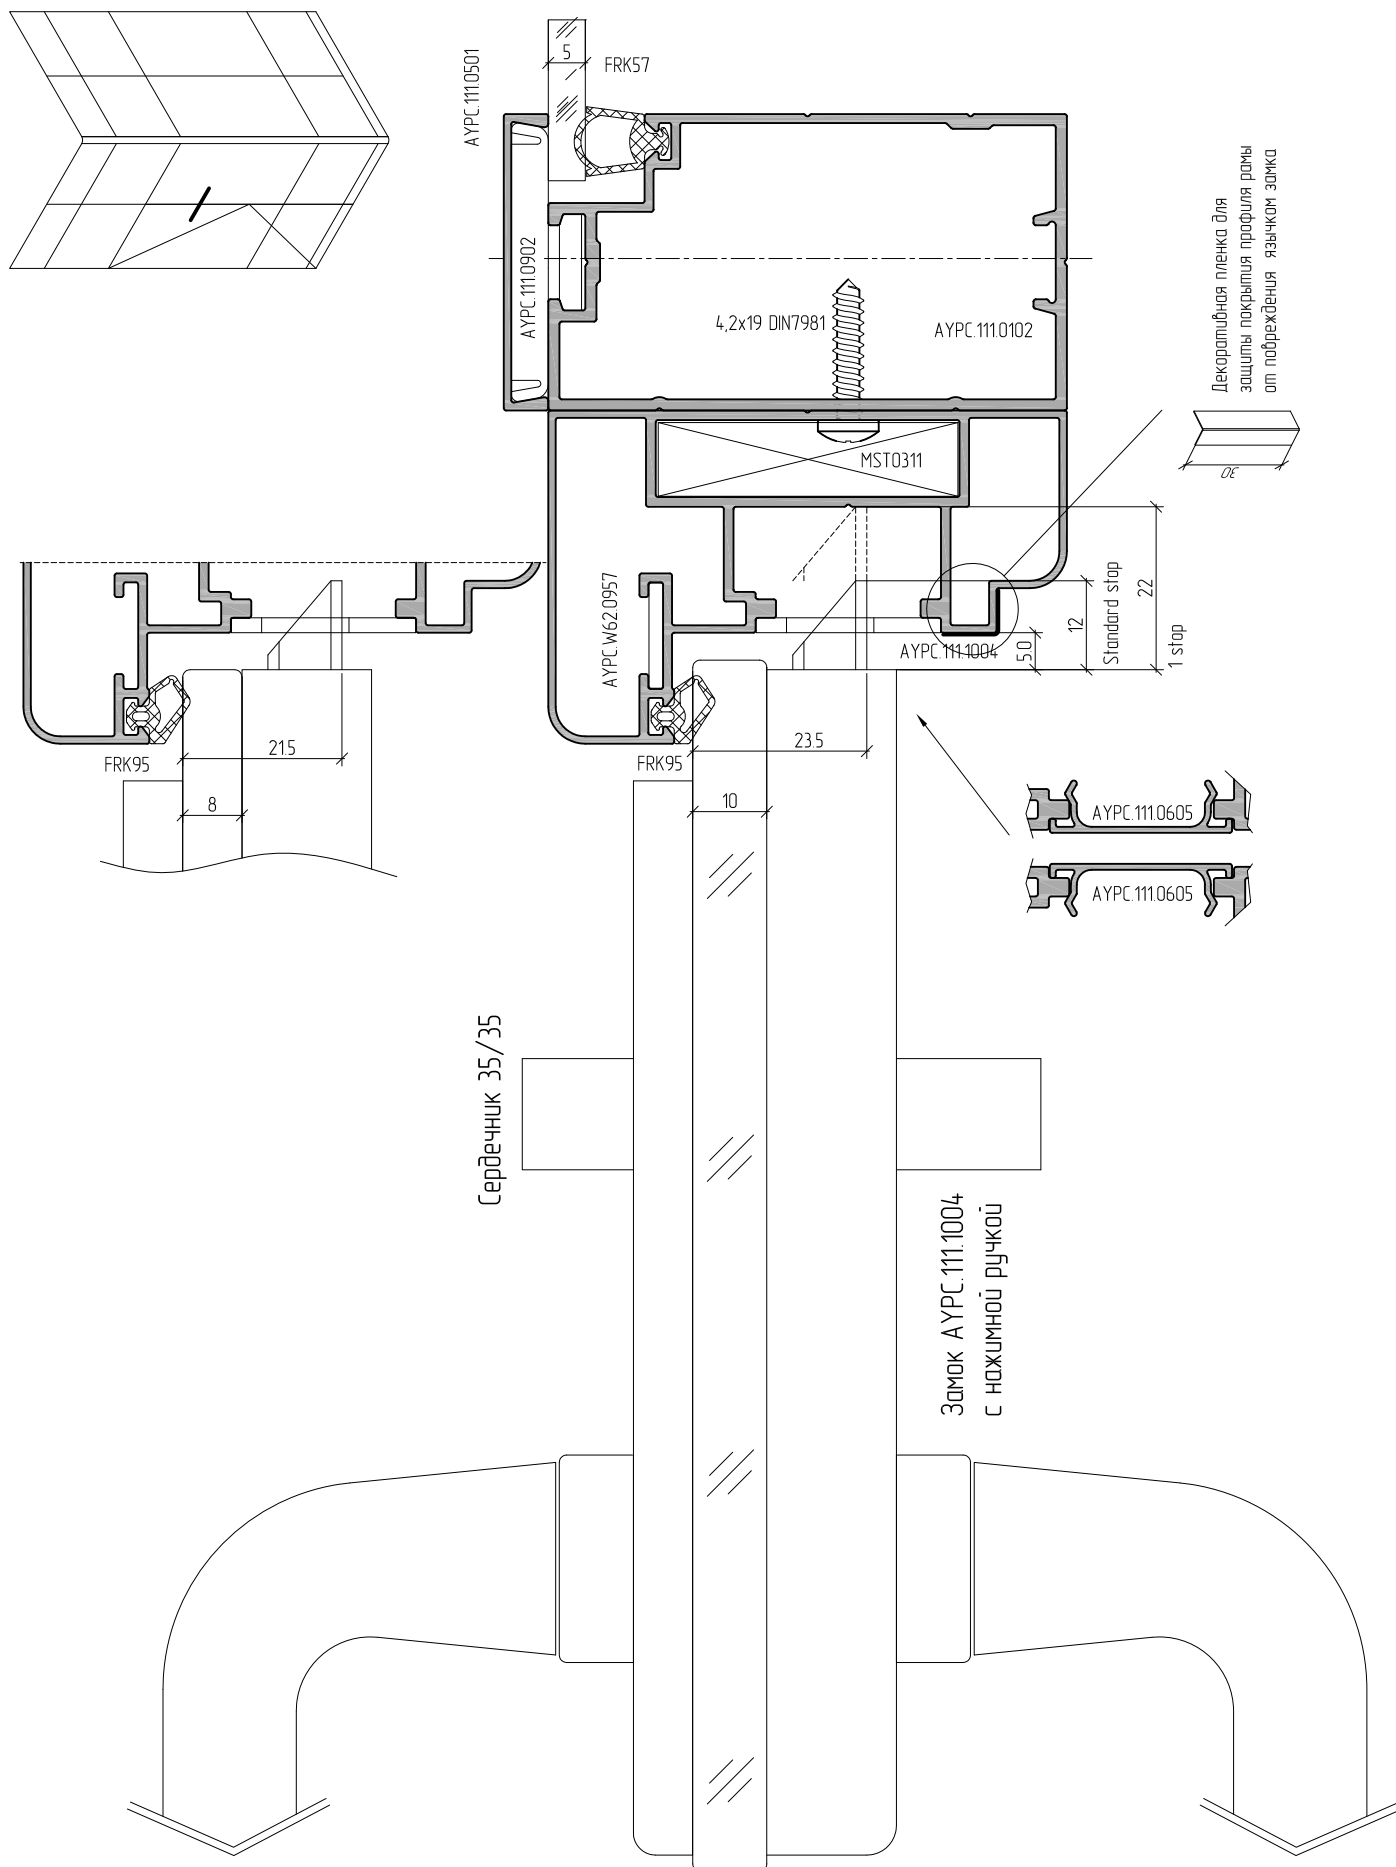 AYPC.111.0501
5
FRK57
AYPC.111.0902
4,2x19 DIN7981
AYPC.111.0102
Декоративная пленка для
защиты покрытия профиля рамы
от повреждения язычком замка
30
MST0311
AYPC.W62.0957
AYPC.111.1004
5.0
12
Standard stop
22
1 stop
21.5
FRK95
8
23.5
FRK95
10
AYPC.111.0605
AYPC.111.0605
Сердечник 35/35
Замок AYPC.111.1004
с нажимной ручкой